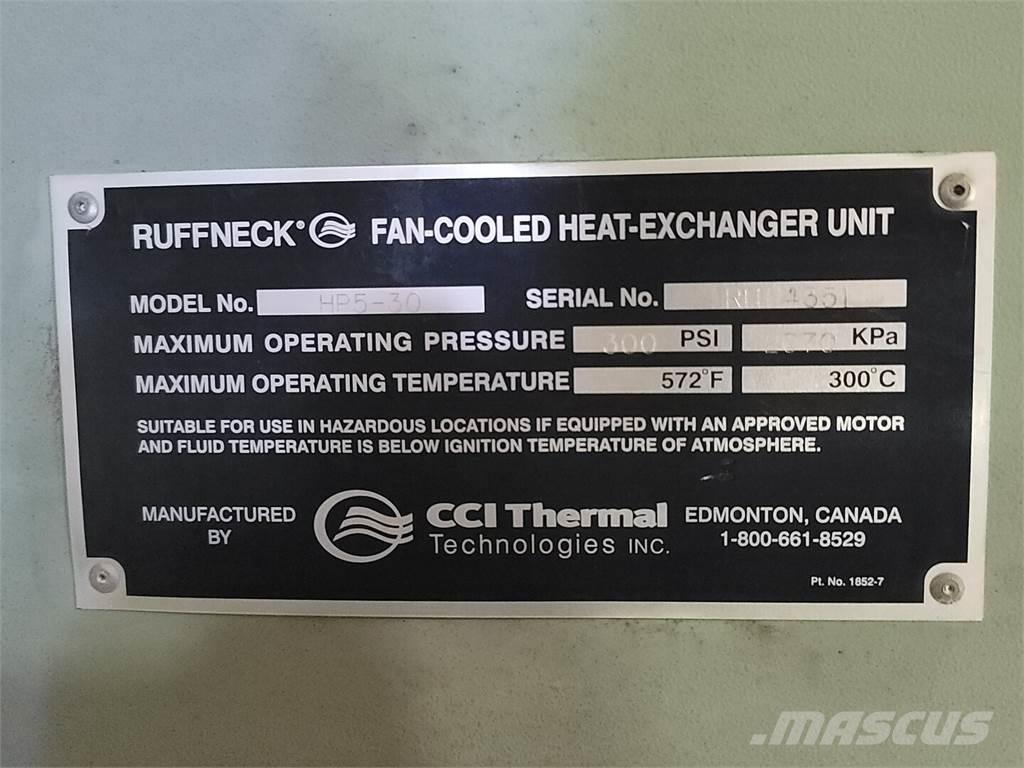 RUFFNECK® FAN-COOLED HEAT-EXCHANGER UNIT
MODEL No. HP5-30 SERIAL No.
MAXIMUM OPERATING PRESSURE 300 PSI 2070 KPa
MAXIMUM OPERATING TEMPERATURE 572°F 300°C
SUITABLE FOR USE IN HAZARDOUS LOCATIONS IF EQUIPPED WITH AN APPROVED MOTOR
AND FLUID TEMPERATURE IS BELOW IGNITION TEMPERATURE OF ATMOSPHERE.
MANUFACTURED
BY
CCI Thermal
Technologies INC.
EDMONTON, CANADA
1-800-661-8529
Pt. No. 1852-7
MASCUS